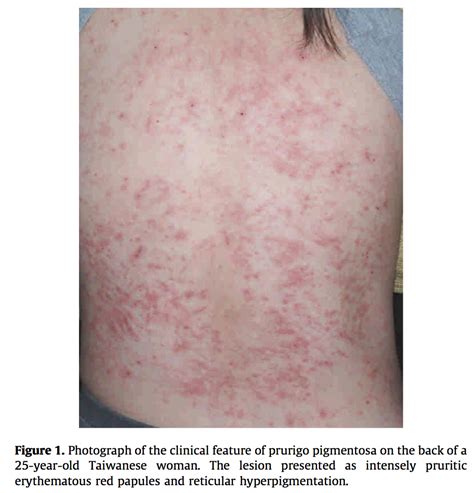 Figure 1. Photograph of the clinical feature of prurigo pigmentosa on the back of a
25-year-old Taiwanese woman. The lesion presented as intensely pruritic
erythematous red papules and reticular hyperpigmentation.